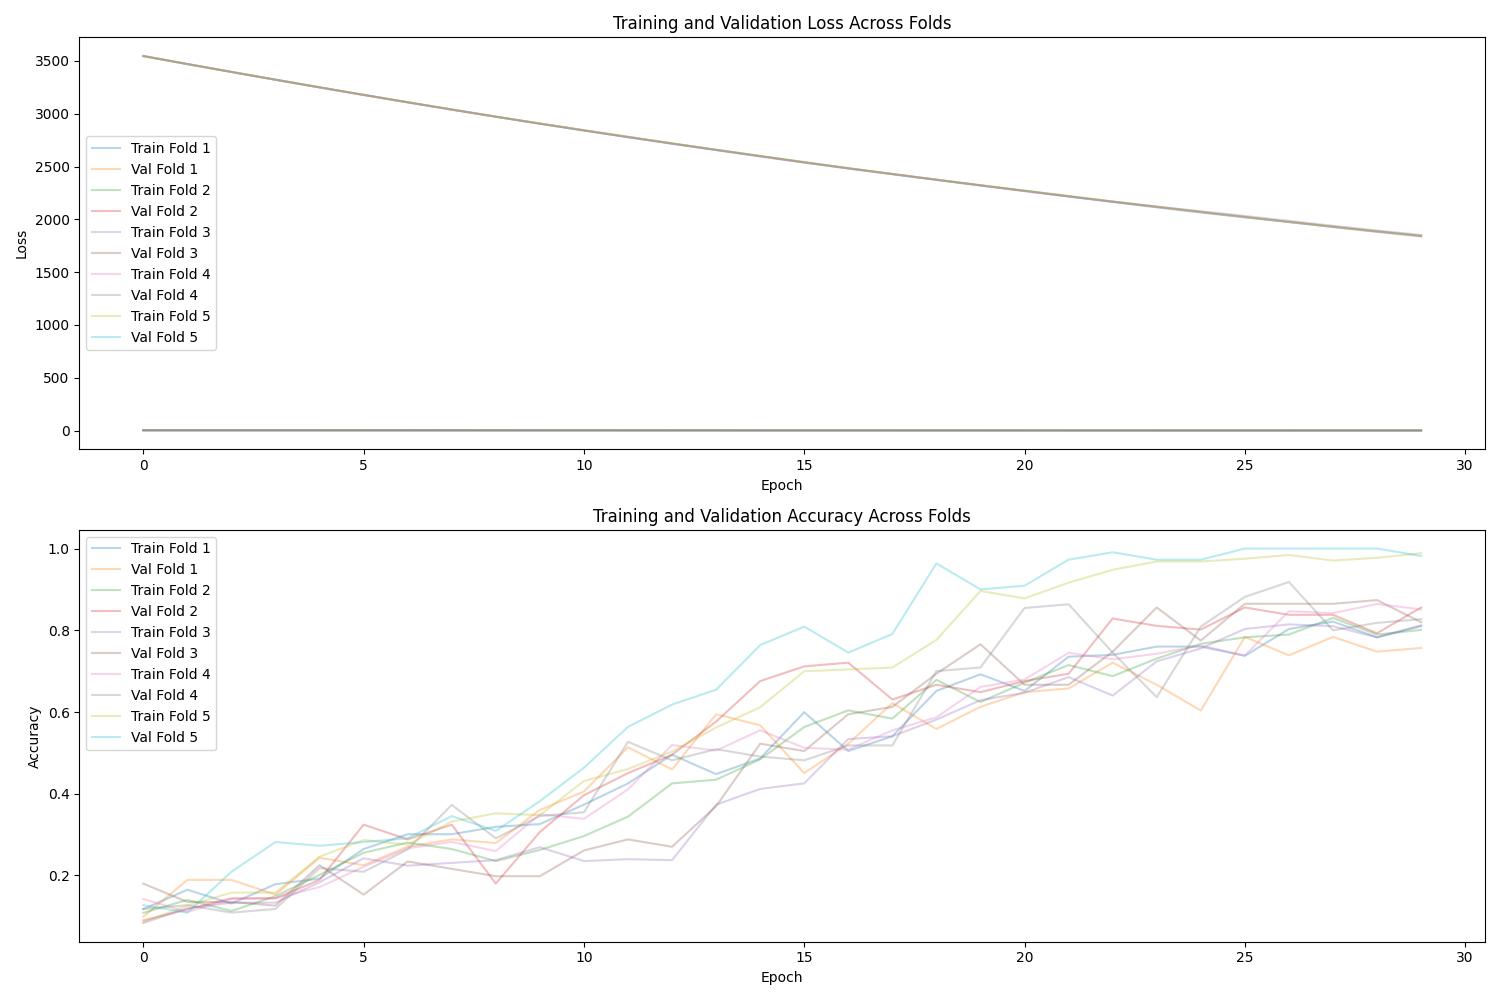 Training and Validation Loss Across Folds
3500
3000
2500
2000
1500
1000
500
0
Loss
Train Fold 1
Val Fold 1
Train Fold 2
Val Fold 2
Train Fold 3
Val Fold 3
Train Fold 4
Val Fold 4
Train Fold 5
Val Fold 5
0 5 10 15 20 25 30
Epoch
Training and Validation Accuracy Across Folds
1.0
0.8
0.6
0.4
0.2
Accuracy
Train Fold 1
Val Fold 1
Train Fold 2
Val Fold 2
Train Fold 3
Val Fold 3
Train Fold 4
Val Fold 4
Train Fold 5
Val Fold 5
0 5 10 15 20 25 30
Epoch